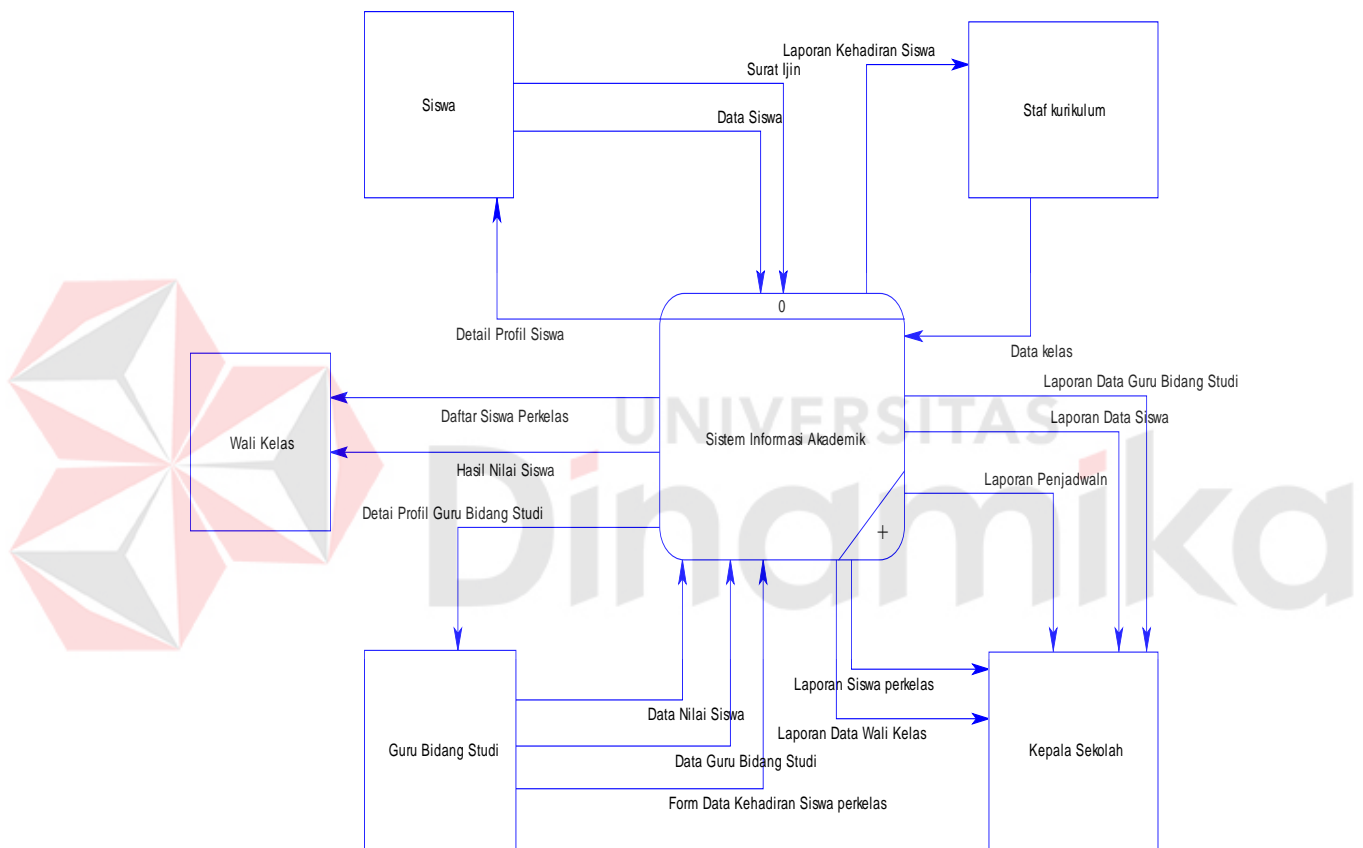 Laporan Kehadiran Siswa
Surat Ijin
Siswa
Staf kurikulum
Data Siswa
0
Detail Profil Siswa
Data kelas
Laporan Data Guru Bidang Studi
Daftar Siswa Perkelas
UNIVERSITAS
Laporan Data Siswa
Wali Kelas
Sistem Informasi Akademik
Dinamika
Hasil Nilai Siswa
Laporan Penjadwaln
Detai Profil Guru Bidang Studi
+
Laporan Siswa perkelas
Data Nilai Siswa
Laporan Data Wali Kelas
Guru Bidang Studi
Kepala Sekolah
Data Guru Bidang Studi
Form Data Kehadiran Siswa perkelas